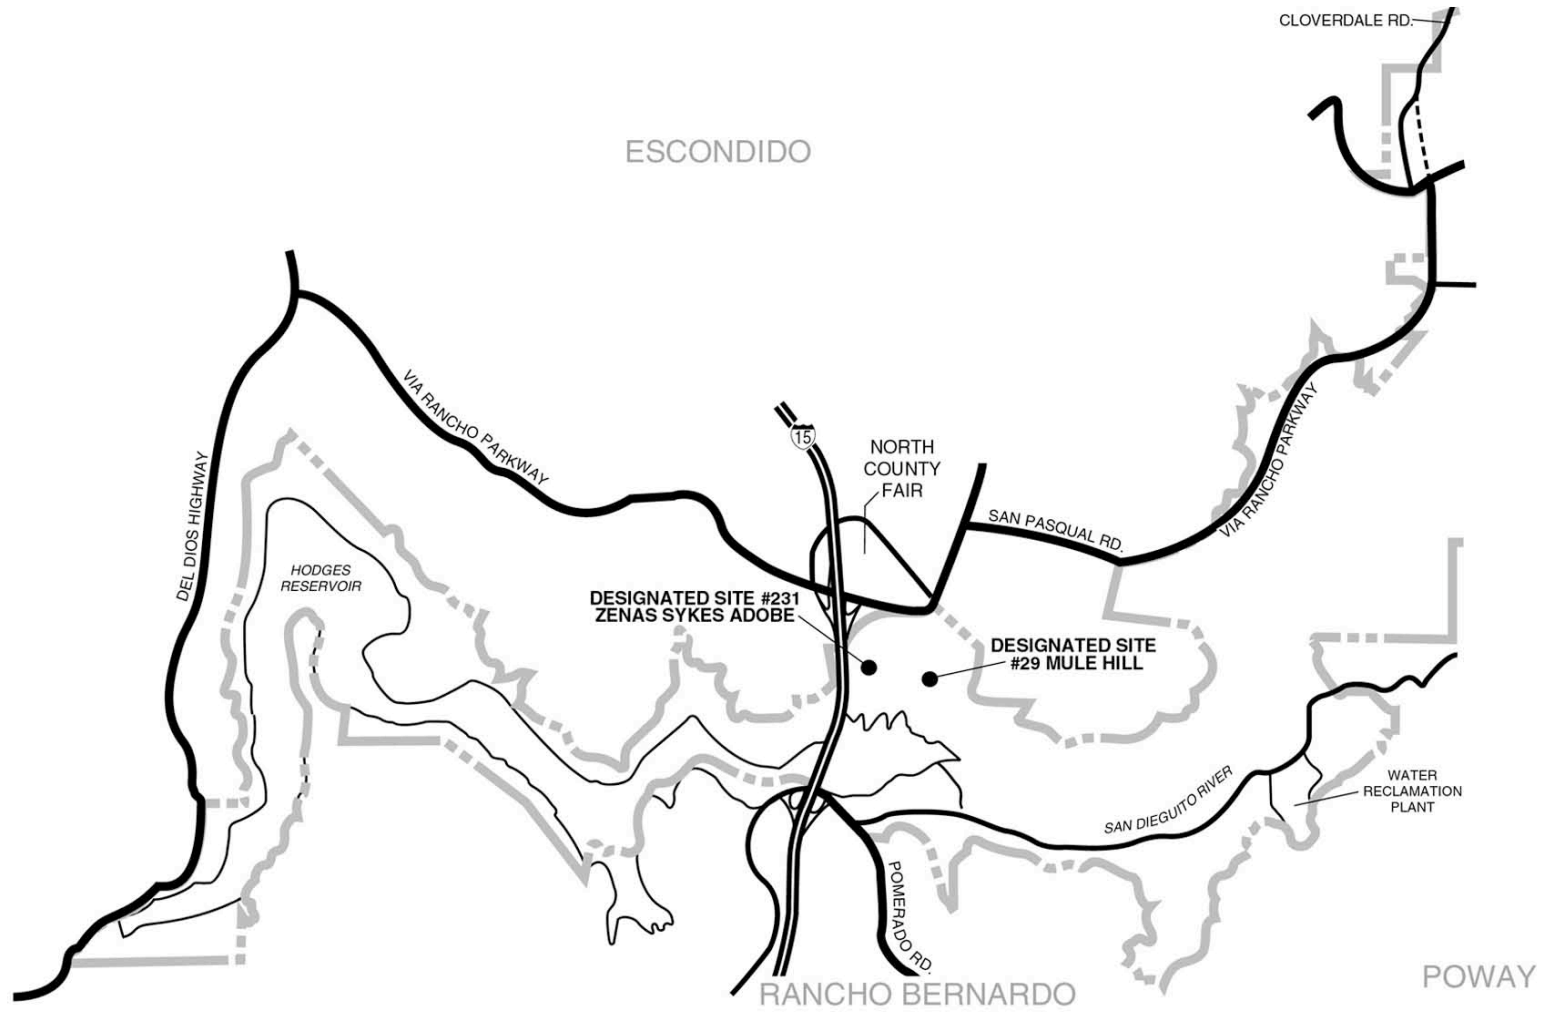 CLOVERDALE RD.
ESCONDIDO
VIA RANCHO PARKWAY
15
NORTH
COUNTY
FAIR
VIA RANCHO PARKWAY
DEL DIOS HIGHWAY
SAN PASQUAL RD.
HODGES
RESERVOIR
DESIGNATED SITE #231
ZENAS SYKES ADOBE
DESIGNATED SITE
#29 MULE HILL
SAN DIEGUITO RIVER
WATER
RECLAMATION
PLANT
POMERADO RD.
RANCHO BERNARDO
POWAY